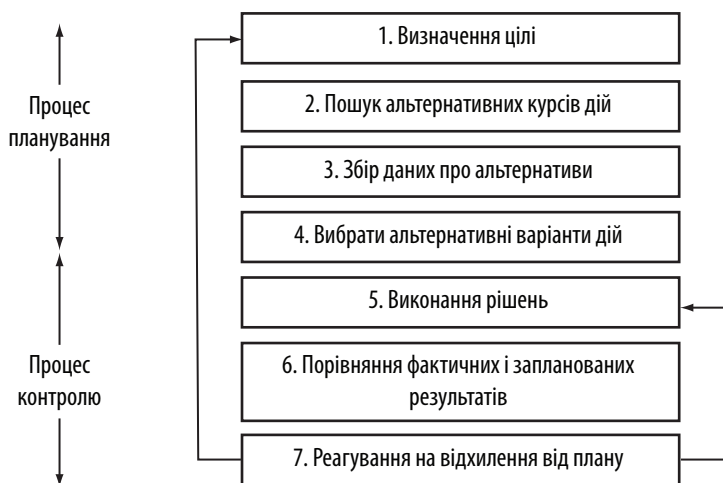 1. Визначення цілі
2. Пошук альтернативних курсів дій
Процес
планування
3. Збір даних про альтернативи
4. Вибрати альтернативні варіанти дій
5. Виконання рішень
Процес
контролю
6. Порівняння фактичних і запланованих
результатів
7. Реагування на відхилення від плану